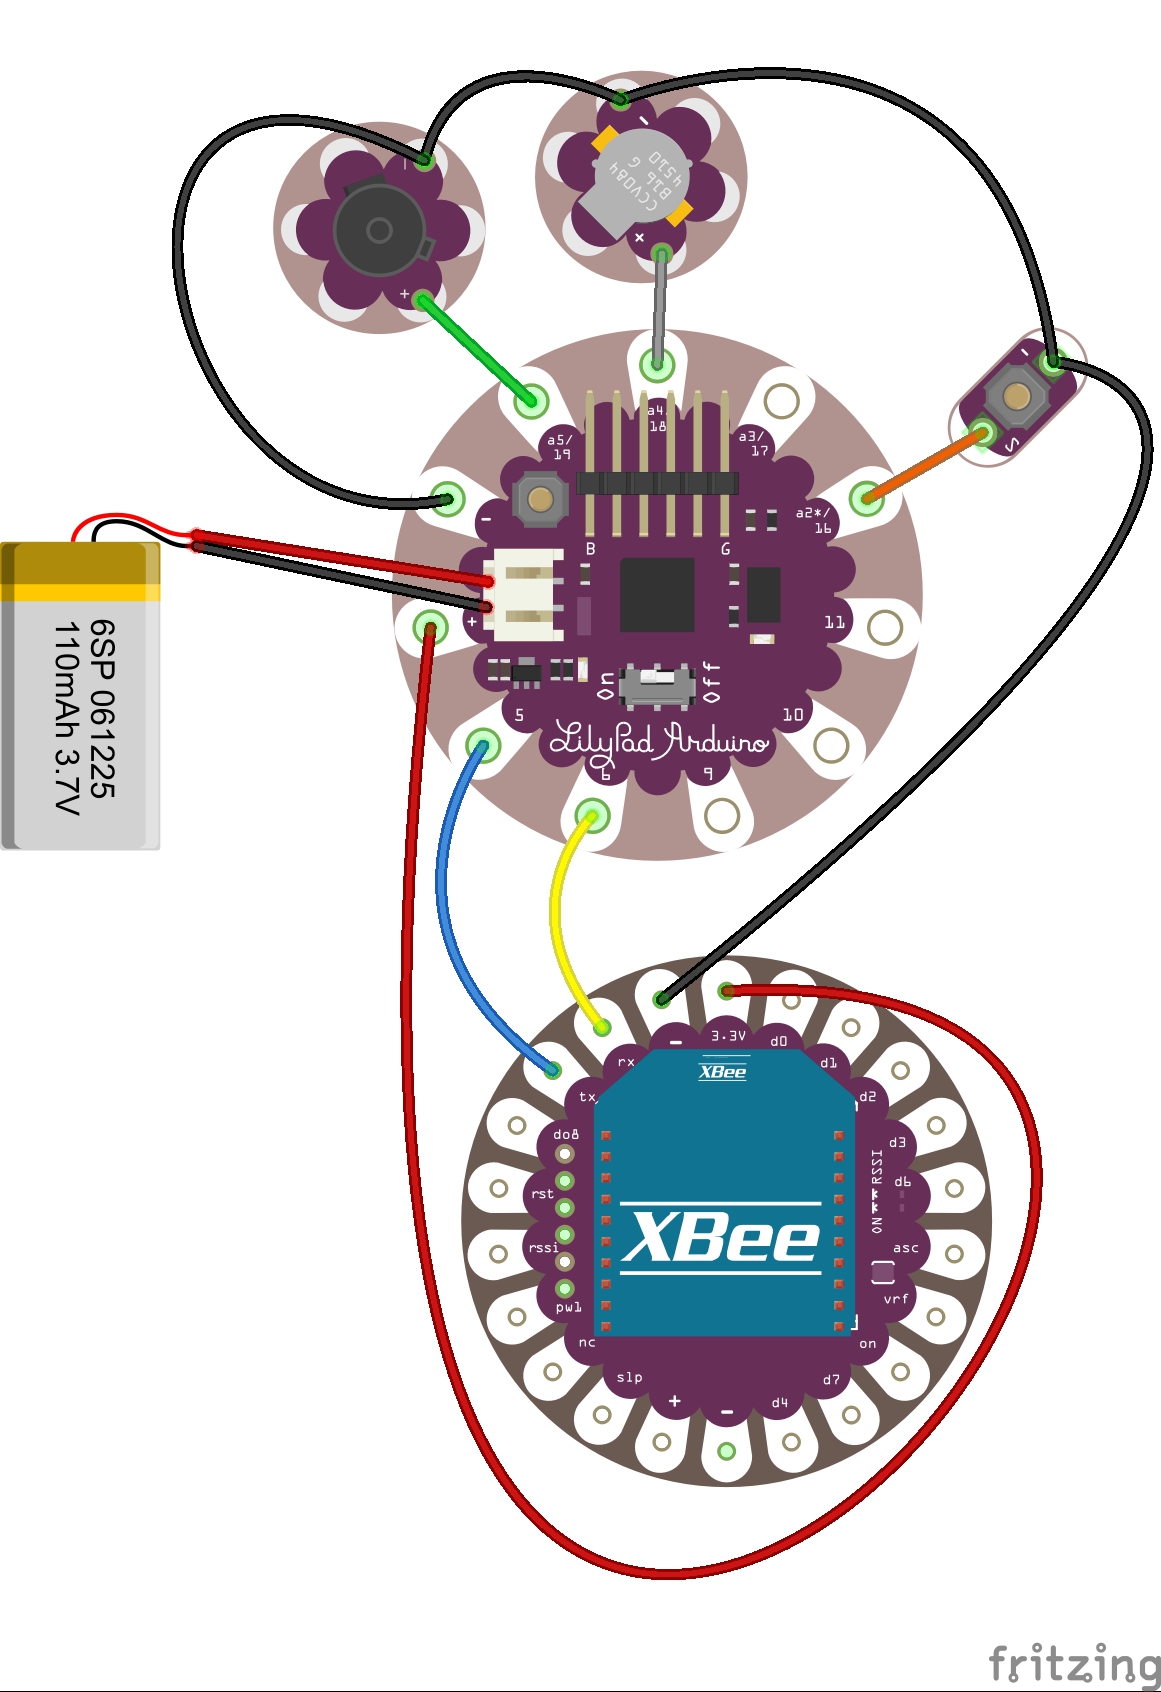 -
+
-
CCV084
B16 G
4510
+
-
S
a5/
19
a4/
18
a3/
17
a2*/
16
-
B
G
+
11
On
Off
5
10
LilyPad Arduino
6
9
6SP 061225
110mAh 3.7V
-
3.3V
d0
rx
d1
tx
d2
XBee
do8
d3
RSSI
rst
d6
ON
XBee
rssi
asc
pw1
vrf
nc
on
slp
d7
+
-
d4
fritzing